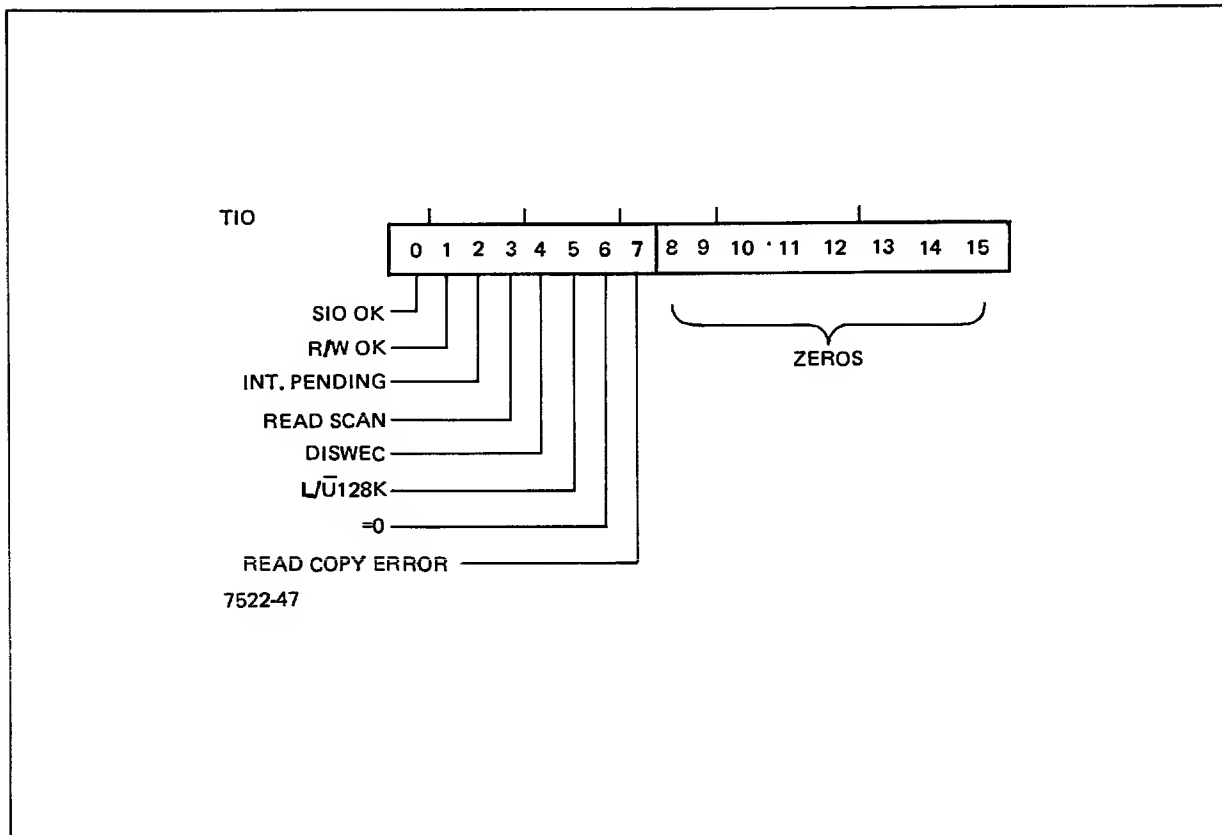 TIO
0 1 2 3 4 5 6 7 8 9 10 11 12 13 14 15
SIO OK
R/W OK
ZEROS
INT. PENDING
READ SCAN
DISWEC
L/Ū128K
=0
READ COPY ERROR
7522-47